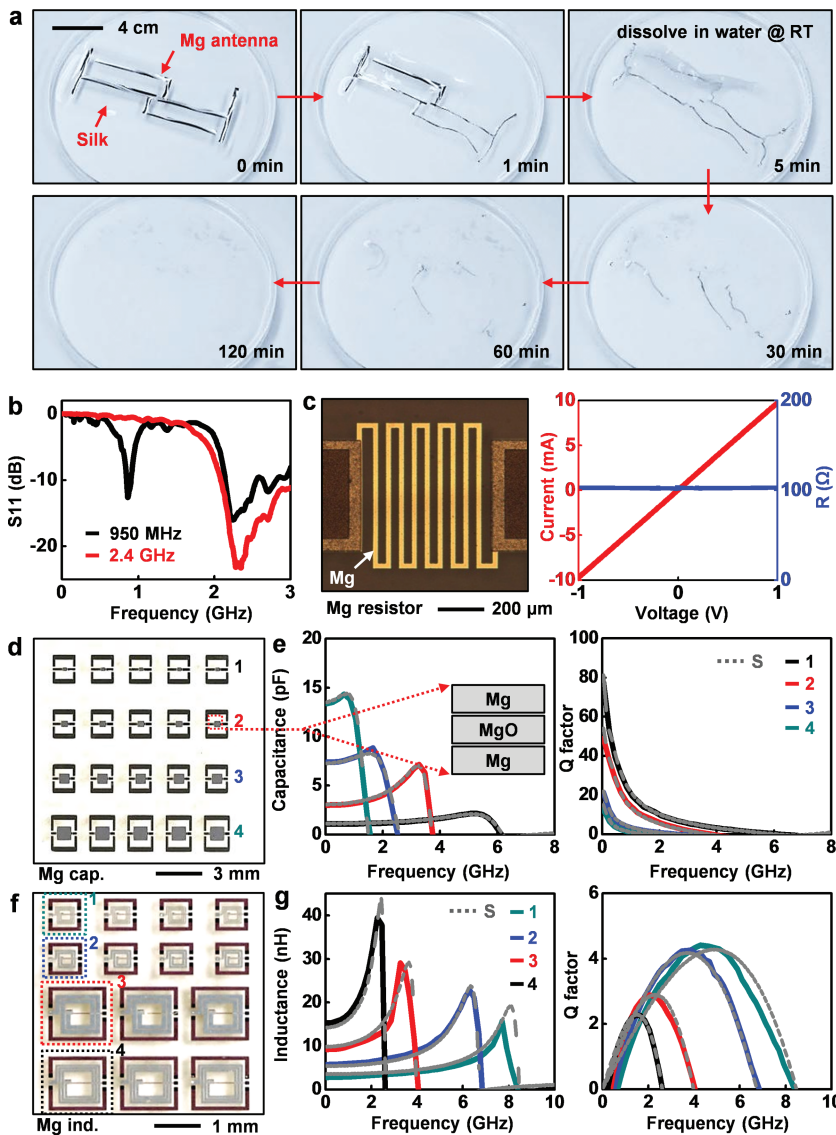 a
4 cm
Mg antenna
Silk
0 min
1 min
dissolve in water @ RT
5 min
120 min
60 min
30 min
b
0
-10
-20
S11 (dB)
950 MHz
2.4 GHz
0 1 2 3
Frequency (GHz)
c
Mg
Mg resistor
200 µm
10
5
0
-5
-10
Current (mA)
200
100
0
R (Ω)
-1 0 1
Voltage (V)
d
1
2
3
4
Mg cap.
3 mm
e
20
15
10
5
0
Capacitance (pF)
Mg
MgO
Mg
0 2 4 6 8
Frequency (GHz)
100
80
60
40
20
0
Q factor
S
1
2
3
4
0 2 4 6 8
Frequency (GHz)
f
1
2
3
4
Mg ind.
1 mm
g
40
30
20
10
0
Inductance (nH)
S
1
2
3
4
0 2 4 6 8 10
Frequency (GHz)
6
4
2
0
Q factor
0 2 4 6 8 10
Frequency (GHz)